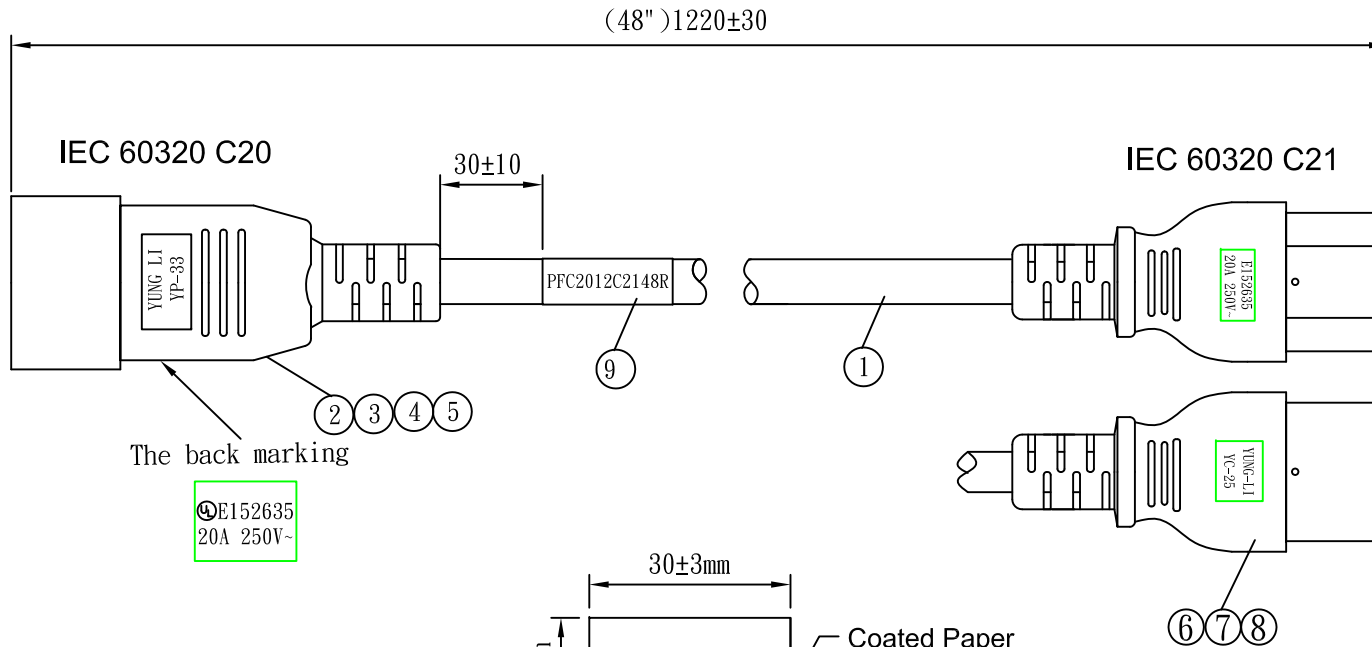 (48")1220±30
IEC 60320 C20
30±10
IEC 60320 C21
YUNG LI
YP-33
PFC2012C2148R
E152635
20A 250V~
9
1
2 3 4 5
The back marking
UL E152635
20A 250V~
YUNG-LI
YC-25
30±3mm
Coated Paper
6 7 8